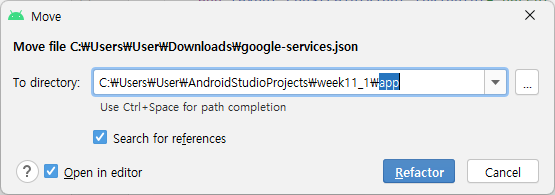 Move
Move file C:₩Users₩User₩Downloads₩google-services.json
To directory: C:₩Users₩User₩AndroidStudioProjects₩week11_1₩app ...
Use Ctrl+Space for path completion
Search for references
? Open in editor Refactor Cancel